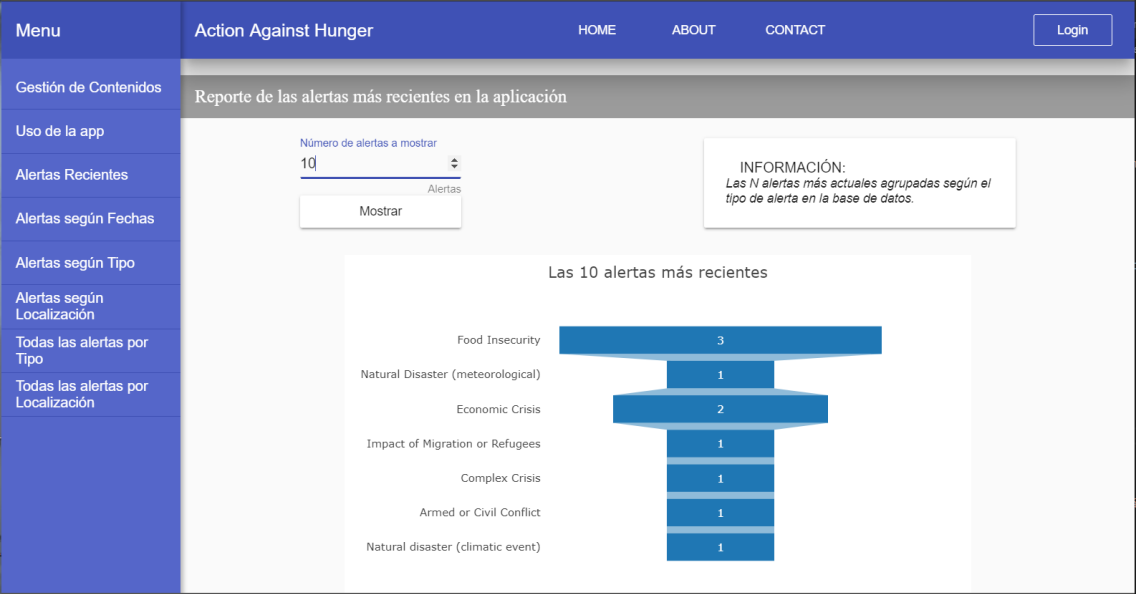 Menu
Action Against Hunger
HOME
ABOUT
CONTACT
Login
Gestión de Contenidos
Uso de la app
Alertas Recientes
Alertas según Fechas
Alertas según Tipo
Alertas según
Localización
Todas las alertas por
Tipo
Todas las alertas por
Localización
Reporte de las alertas más recientes en la aplicación
Número de alertas a mostrar
10
Alertas
Mostrar
INFORMACIÓN:
Las N alertas más actuales agrupadas según el
tipo de alerta en la base de datos.
Las 10 alertas más recientes
Food Insecurity 3
Natural Disaster (meteorological) 1
Economic Crisis 2
Impact of Migration or Refugees 1
Complex Crisis 1
Armed or Civil Conflict 1
Natural disaster (climatic event) 1